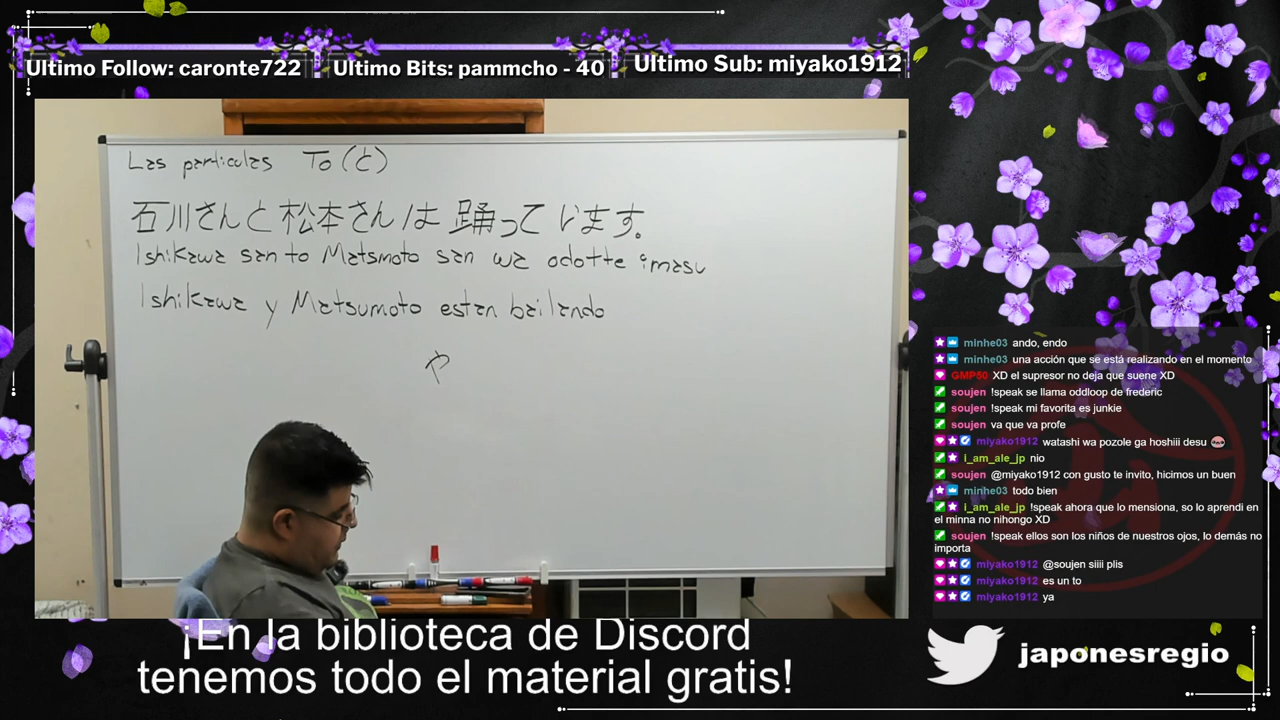 Ultimo Follow: caronte722
Ultimo Bits: pammcho - 40
Ultimo Sub: miyako1912
Las particulas To (と)
石川さんと松本さんは踊っています。
Ishikawa san to Matsmoto san wa odotte imasu
Ishikawa y Matsumoto estan bailando
や
minhe03 ando, endo
minhe03 una acción que se está realizando en el momento
GMP50 XD el supresor no deja que suene XD
soujen !speak se llama oddloop de frederic
soujen !speak mi favorita es junkie
soujen va que va profe
miyako1912 watashi wa pozole ga hoshiii desu
i_am_ale_jp nio
soujen @miyako1912 con gusto te invito, hicimos un buen
minhe03 todo bien
i_am_ale_jp !speak ahora que lo mensiona, so lo aprendi en
el minna no nihongo XD
soujen !speak ellos son los niños de nuestros ojos, lo demás no
importa
miyako1912 @soujen siiii plis
miyako1912 es un to
miyako1912 ya
¡En la biblioteca de Discord
tenemos todo el material gratis!
japonesregio